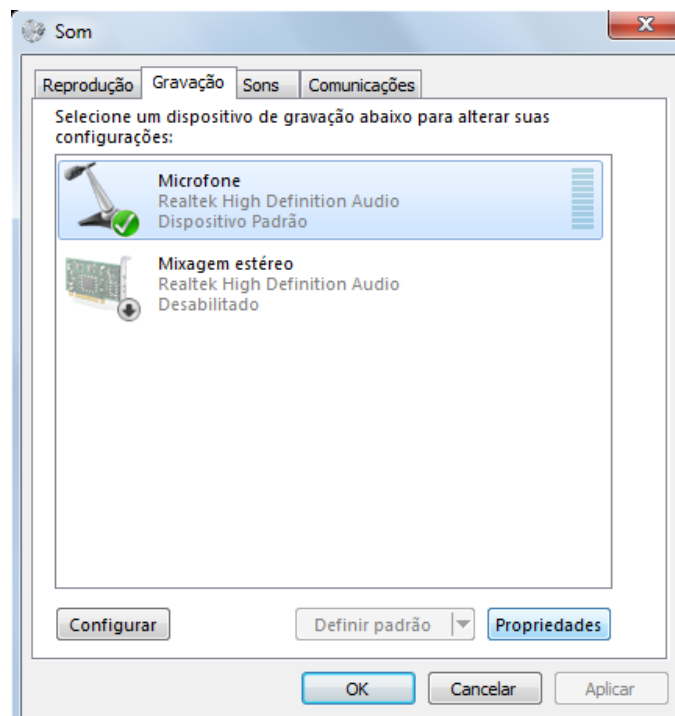 Som
Reprodução
Gravação
Sons
Comunicações
Selecione um dispositivo de gravação abaixo para alterar suas
configurações:
Microfone
Realtek High Definition Audio
Dispositivo Padrão
Mixagem estéreo
Realtek High Definition Audio
Desabilitado
Configurar
Definir padrão
Propriedades
OK
Cancelar
Aplicar